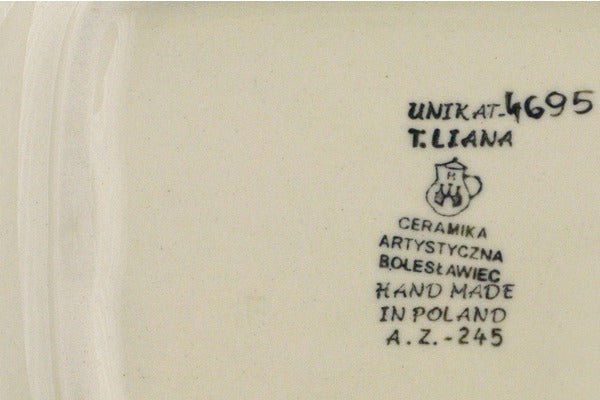 UNIKAT-4695
T.LIANA
CERAMIKA
ARTYSTYCZNA
BOLESŁAWIEC
HAND MADE
IN POLAND
A.Z.-245